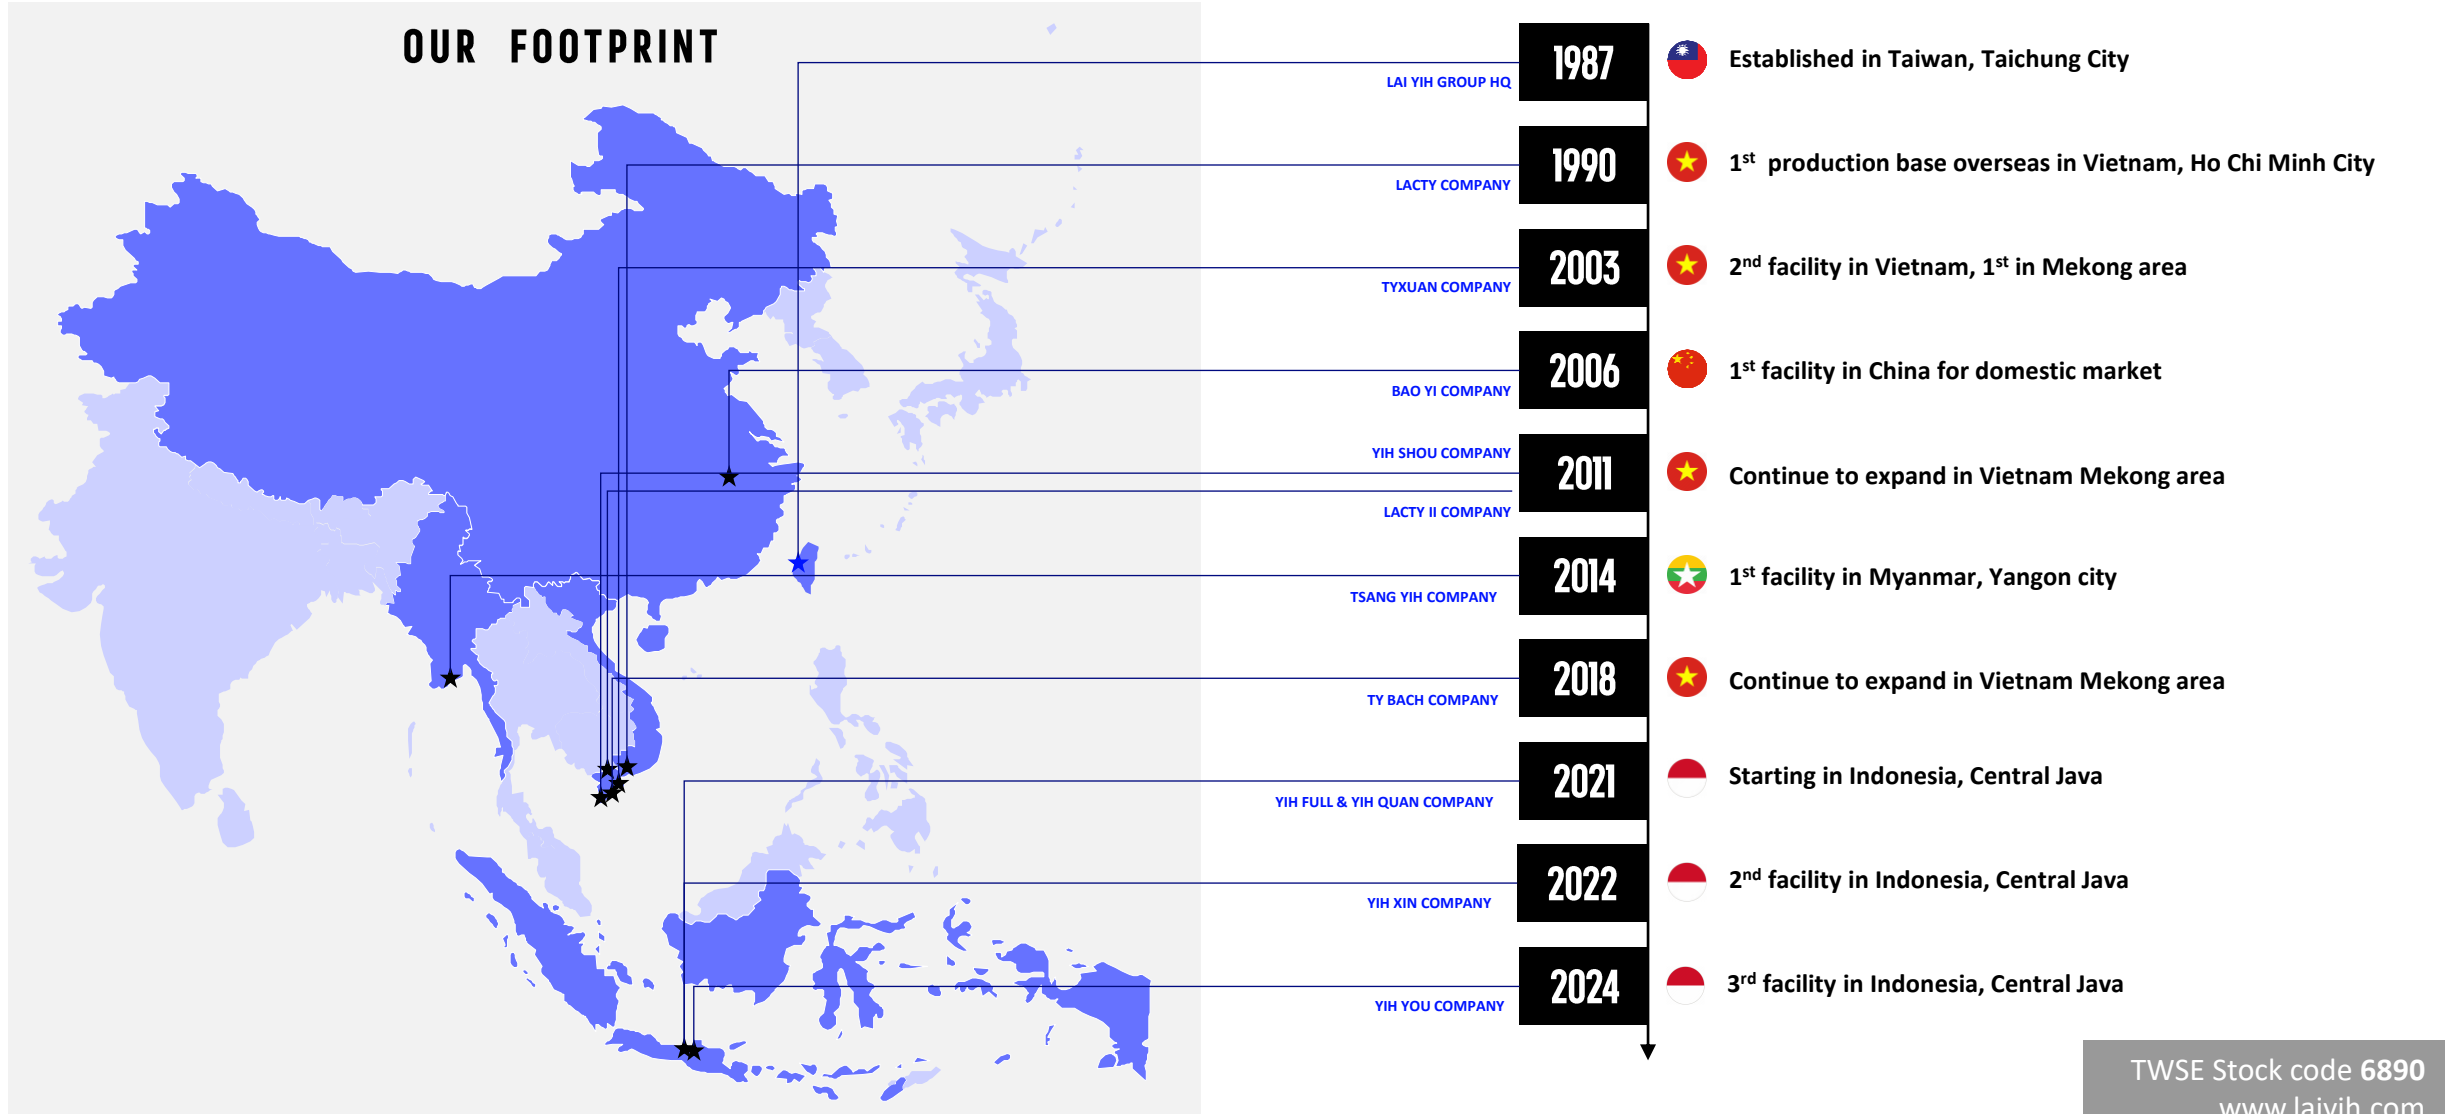 OUR FOOTPRINT
LAI YIH GROUP HQ
1987
Established in Taiwan, Taichung City
LACTY COMPANY
1990
1st production base overseas in Vietnam, Ho Chi Minh City
TYXUAN COMPANY
2003
2nd facility in Vietnam, 1st in Mekong area
BAO YI COMPANY
2006
1st facility in China for domestic market
YIH SHOU COMPANY
LACTY II COMPANY
2011
Continue to expand in Vietnam Mekong area
TSANG YIH COMPANY
2014
1st facility in Myanmar, Yangon city
TY BACH COMPANY
2018
Continue to expand in Vietnam Mekong area
YIH FULL & YIH QUAN COMPANY
2021
Starting in Indonesia, Central Java
YIH XIN COMPANY
2022
2nd facility in Indonesia, Central Java
YIH YOU COMPANY
2024
3rd facility in Indonesia, Central Java
TWSE Stock code 6890
www.laiyih.com